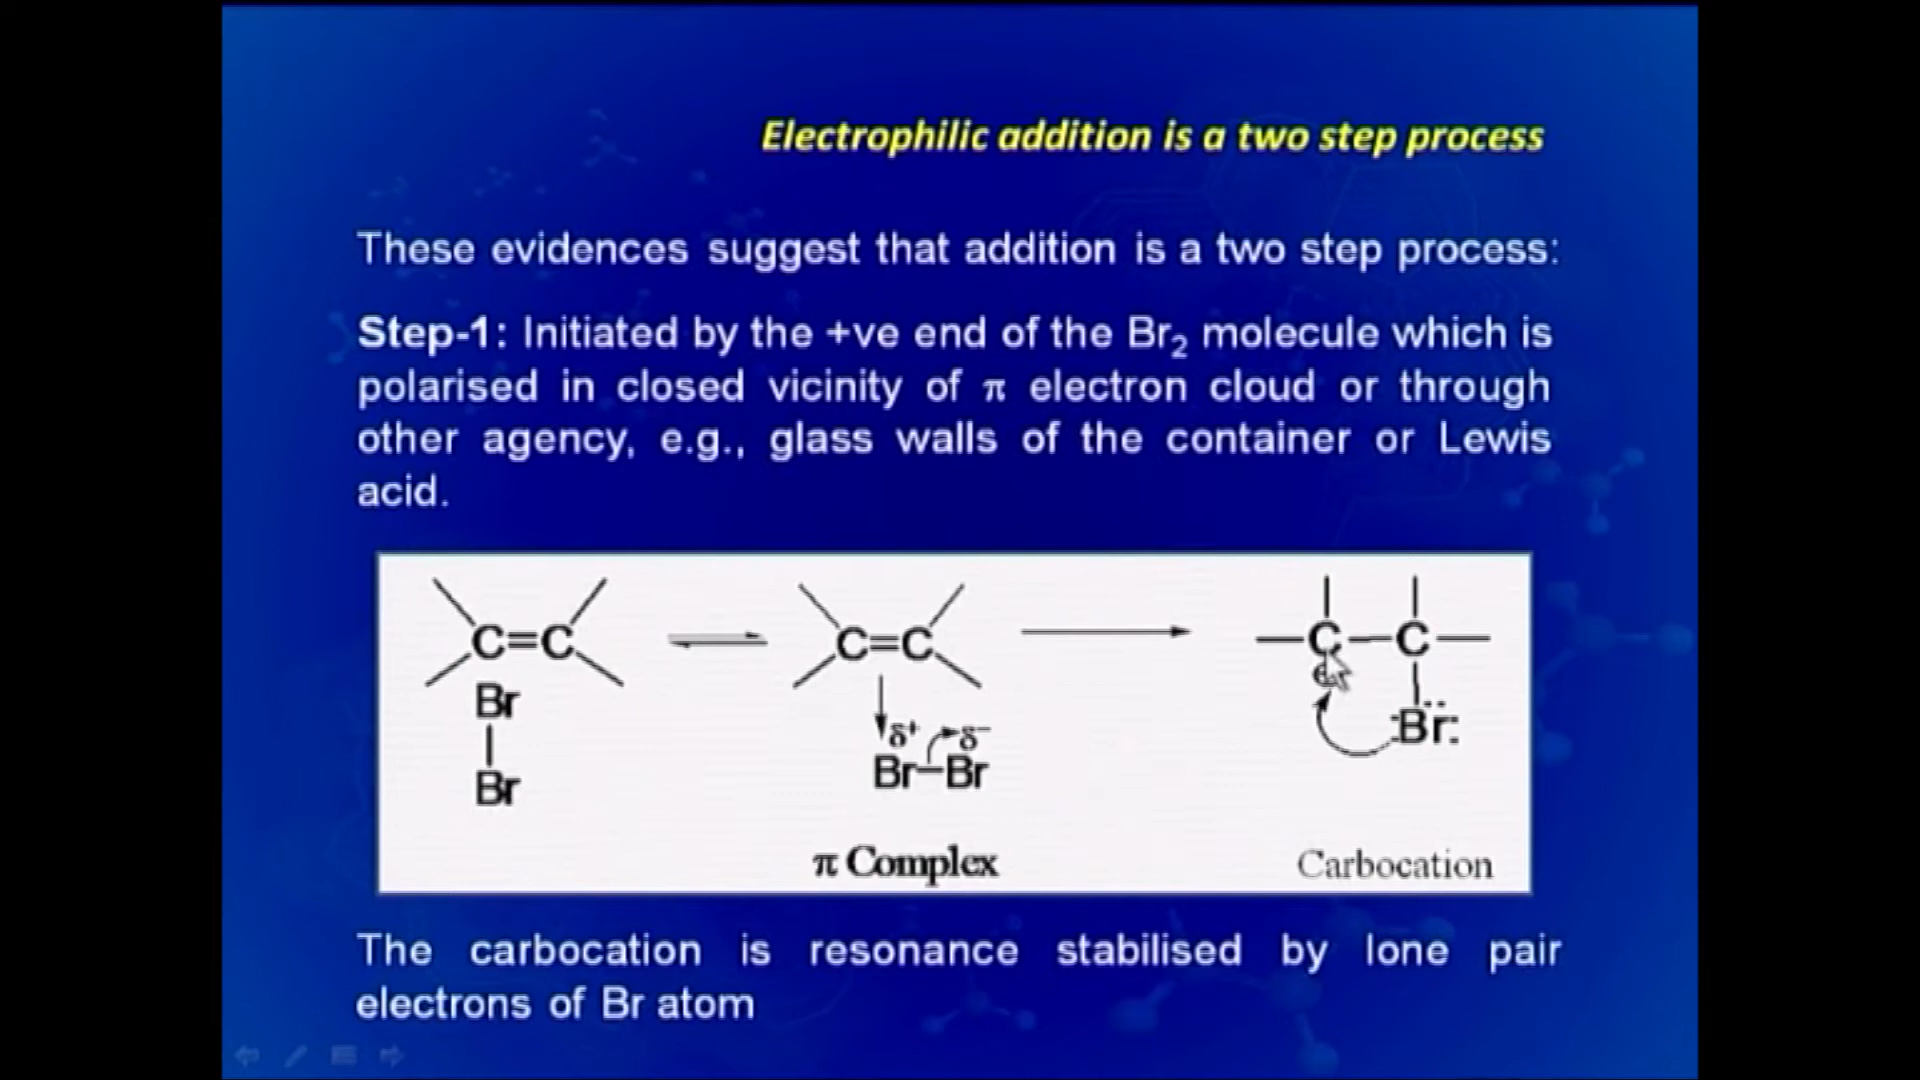 Electrophilic addition is a two step process
These evidences suggest that addition is a two step process:
Step-1: Initiated by the +ve end of the Br₂ molecule which is
polarised in closed vicinity of π electron cloud or through
other agency, e.g., glass walls of the container or Lewis
acid.
C=C
Br
Br
C=C
δ+ δ-
Br-Br
π Complex
C-C
:Br:
Carbocation
The carbocation is resonance stabilised by lone pair
electrons of Br atom